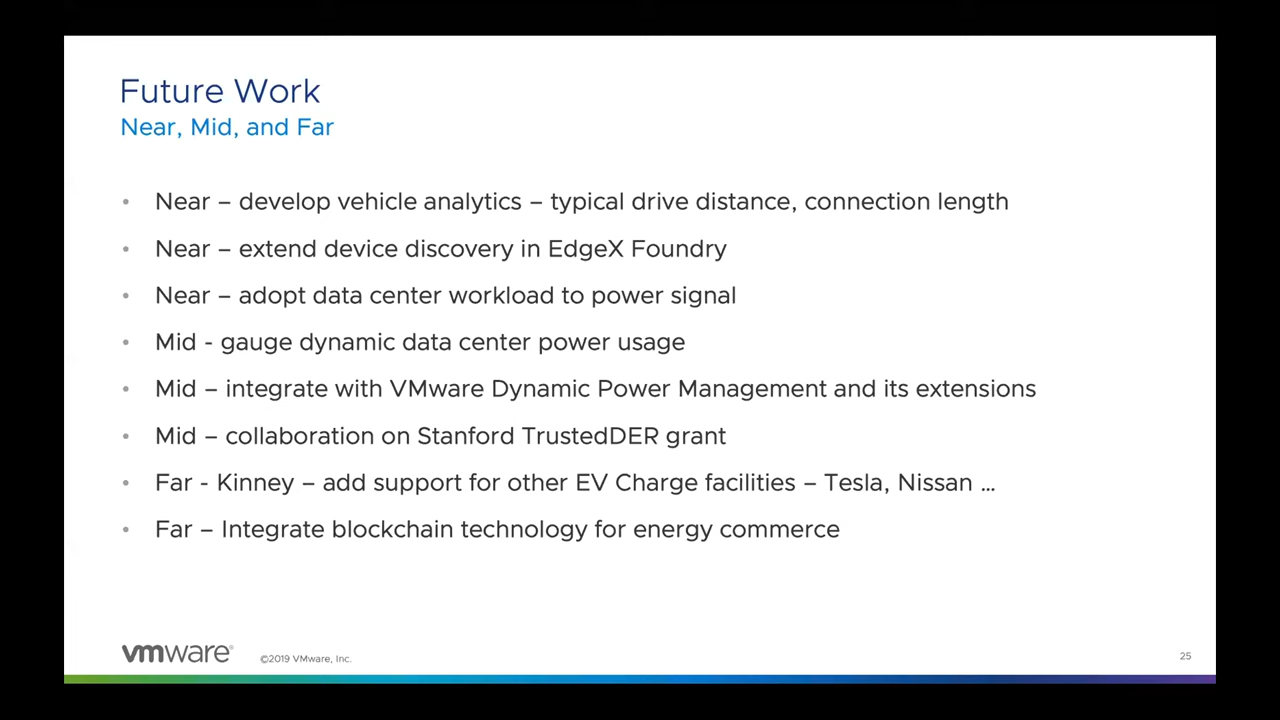 Future Work
Near, Mid, and Far
• Near – develop vehicle analytics – typical drive distance, connection length
• Near – extend device discovery in EdgeX Foundry
• Near – adopt data center workload to power signal
• Mid - gauge dynamic data center power usage
• Mid – integrate with VMware Dynamic Power Management and its extensions
• Mid – collaboration on Stanford TrustedDER grant
• Far - Kinney – add support for other EV Charge facilities – Tesla, Nissan ...
• Far – Integrate blockchain technology for energy commerce
vmware® ©2019 VMware, Inc. 25